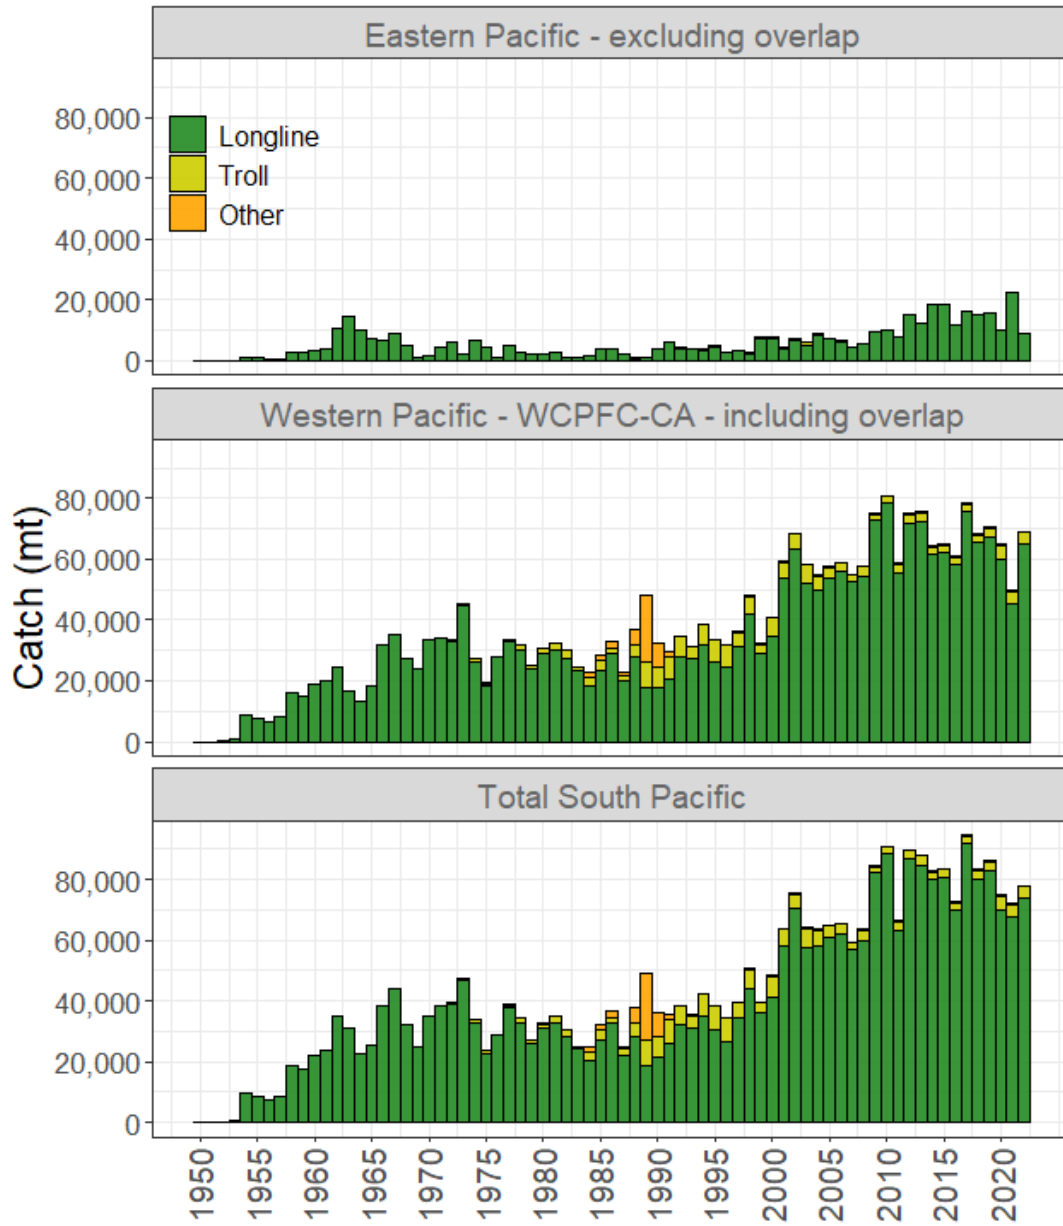 Eastern Pacific - excluding overlap
80,000
60,000
40,000
20,000
0
Longline
Troll
Other
Western Pacific - WCPFC-CA - including overlap
80,000
60,000
40,000
20,000
0
Catch (mt)
Total South Pacific
80,000
60,000
40,000
20,000
0
1950 1955 1960 1965 1970 1975 1980 1985 1990 1995 2000 2005 2010 2015 2020